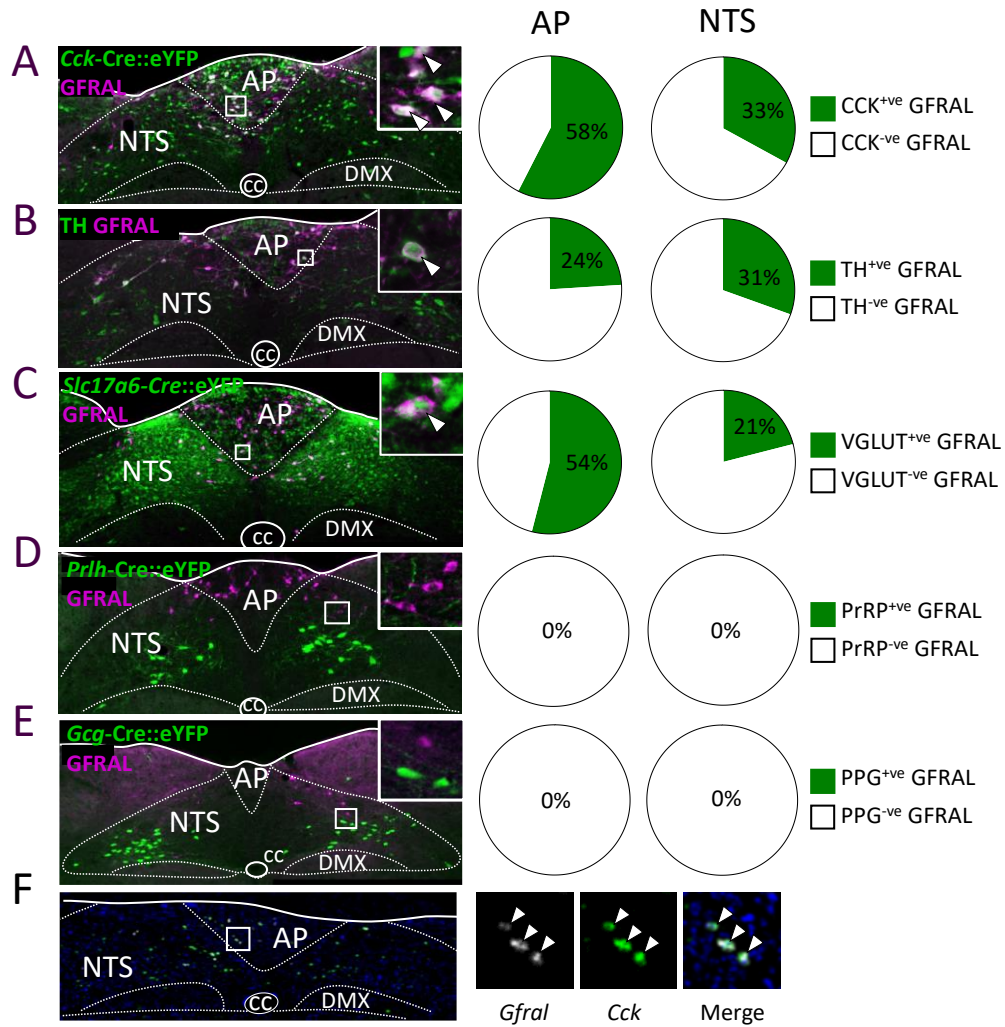 AP NTS
A
Cck-Cre::eYFP
GFRAL
AP
NTS
cc
DMX
58%
33%
CCK+ve GFRAL
CCK-ve GFRAL
B
TH GFRAL
AP
NTS
cc
DMX
24%
31%
TH+ve GFRAL
TH-ve GFRAL
C
Slc17a6-Cre::eYFP
GFRAL
AP
NTS
cc
DMX
54%
21%
VGLUT+ve GFRAL
VGLUT-ve GFRAL
D
Prlh-Cre::eYFP
GFRAL
AP
NTS
cc
DMX
0%
0%
PrRP+ve GFRAL
PrRP-ve GFRAL
E
Gcg-Cre::eYFP
GFRAL
AP
NTS
cc
DMX
0%
0%
PPG+ve GFRAL
PPG-ve GFRAL
F
AP
NTS
cc
DMX
Gfral Cck Merge